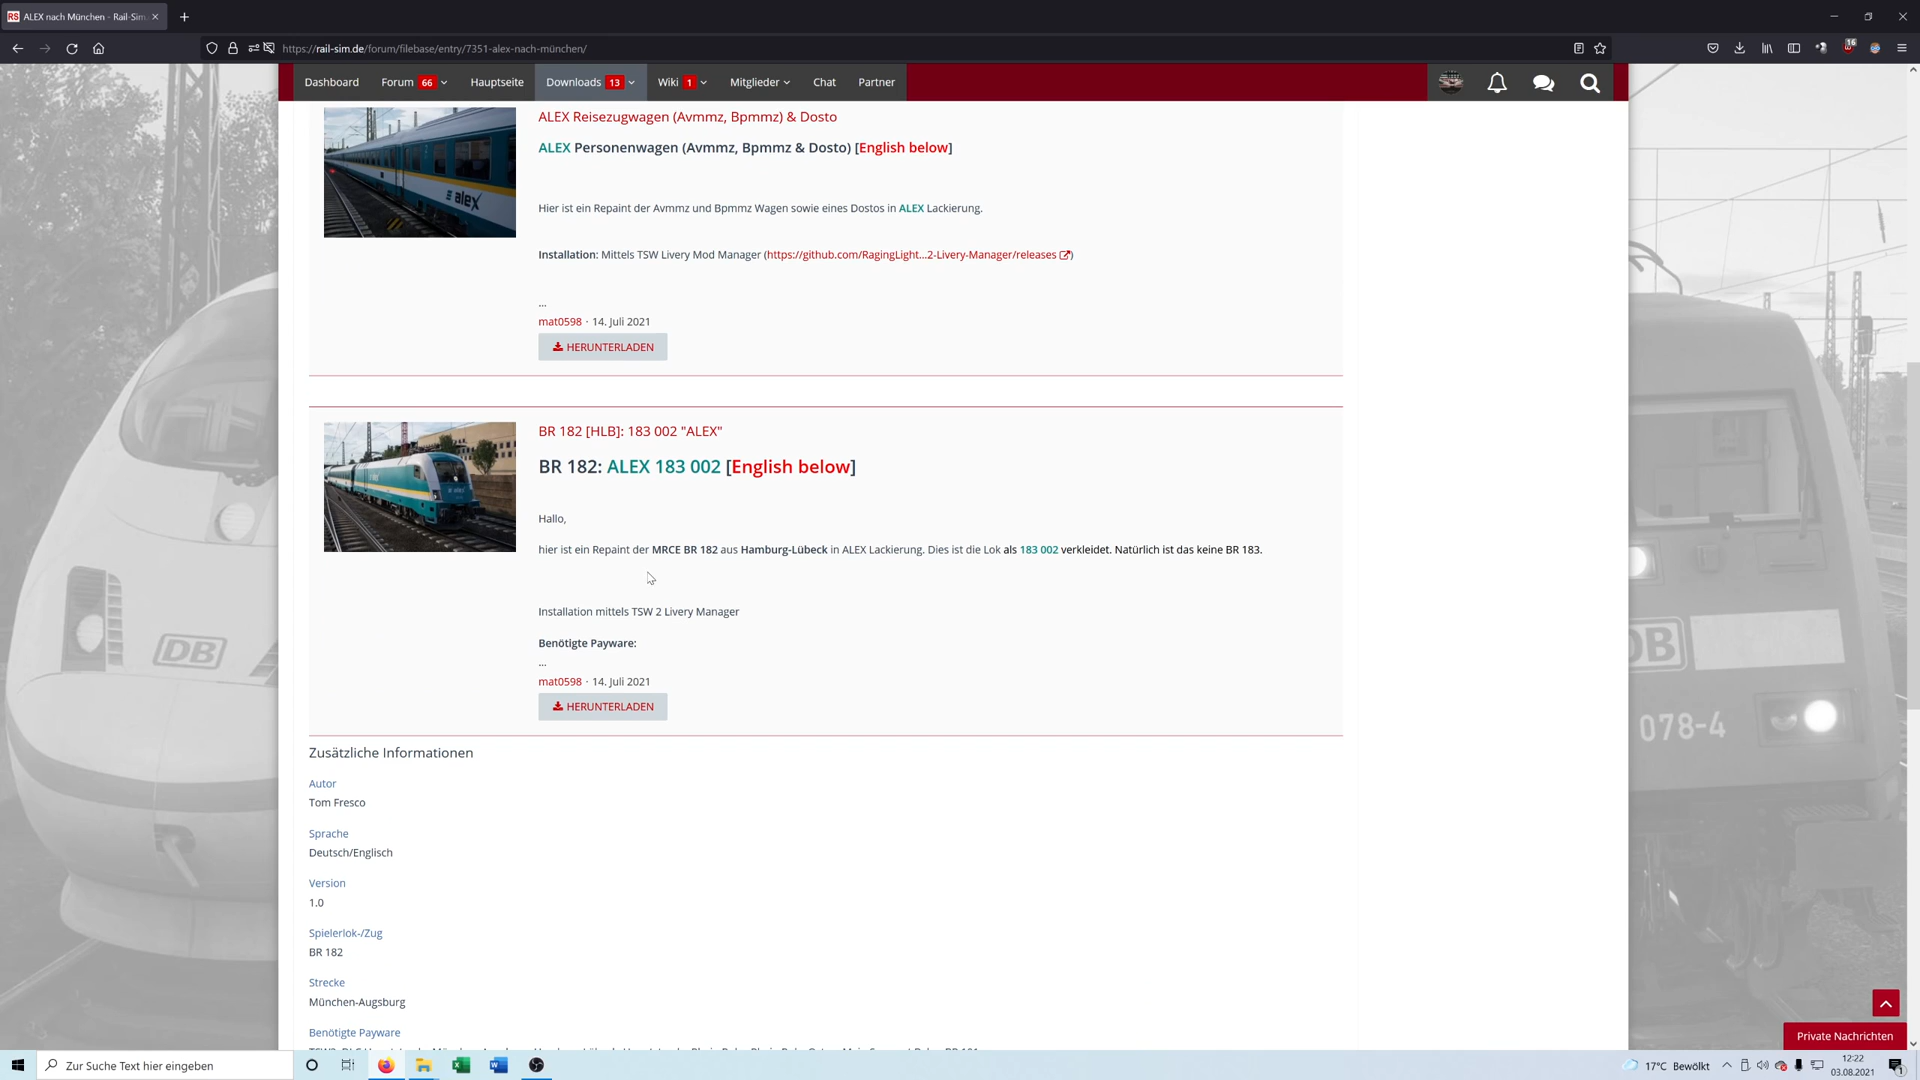 ALEX nach München - Rail-Sim.
https://rail-sim.de/forum/filebase/entry/7351-alex-nach-münchen/
16
Dashboard Forum 66 Hauptseite Downloads 13 Wiki 1 Mitglieder Chat Partner
ALEX Reisezugwagen (Avmmz, Bpmmz) & Dosto
ALEX Personenwagen (Avmmz, Bpmmz & Dosto) [English below]
Hier ist ein Repaint der Avmmz und Bpmmz Wagen sowie eines Dostos in ALEX Lackierung.
alex
Installation: Mittels TSW Livery Mod Manager (https://github.com/RagingLight...2-Livery-Manager/releases)
...
mat0598 · 14. Juli 2021
HERUNTERLADEN
BR 182 [HLB]: 183 002 "ALEX"
BR 182: ALEX 183 002 [English below]
Hallo,
hier ist ein Repaint der MRCE BR 182 aus Hamburg-Lübeck in ALEX Lackierung. Dies ist die Lok als 183 002 verkleidet. Natürlich ist das keine BR 183.
Installation mittels TSW 2 Livery Manager
Benötigte Payware:
...
mat0598 · 14. Juli 2021
HERUNTERLADEN
DB
DB
078-4
Zusätzliche Informationen
Autor
Tom Fresco
Sprache
Deutsch/Englisch
Version
1.0
Spielerlok-/Zug
BR 182
Strecke
München-Augsburg
Benötigte Payware
Private Nachrichten
Zur Suche Text hier eingeben
17°C Bewölkt
12:22
03.08.2021
1